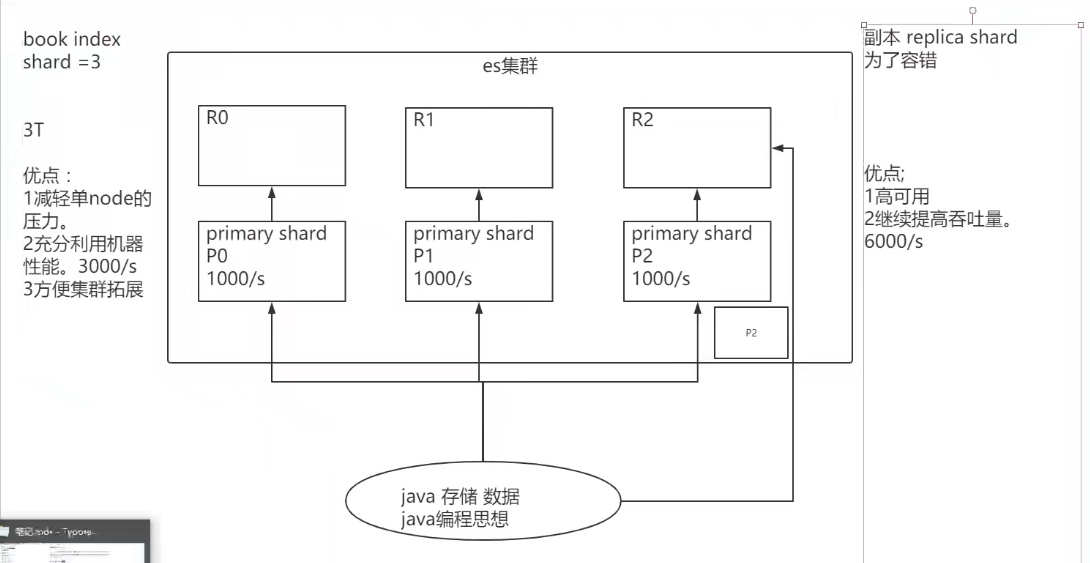 book index
shard =3
3T
优点：
1减轻单node的
压力。
2充分利用机器
性能。3000/s
3方便集群拓展
es集群
R0
R1
R2
primary shard
P0
1000/s
primary shard
P1
1000/s
primary shard
P2
1000/s
P2
java 存储 数据
java编程思想
副本 replica shard
为了容错
优点;
1高可用
2继续提高吞吐量。
6000/s